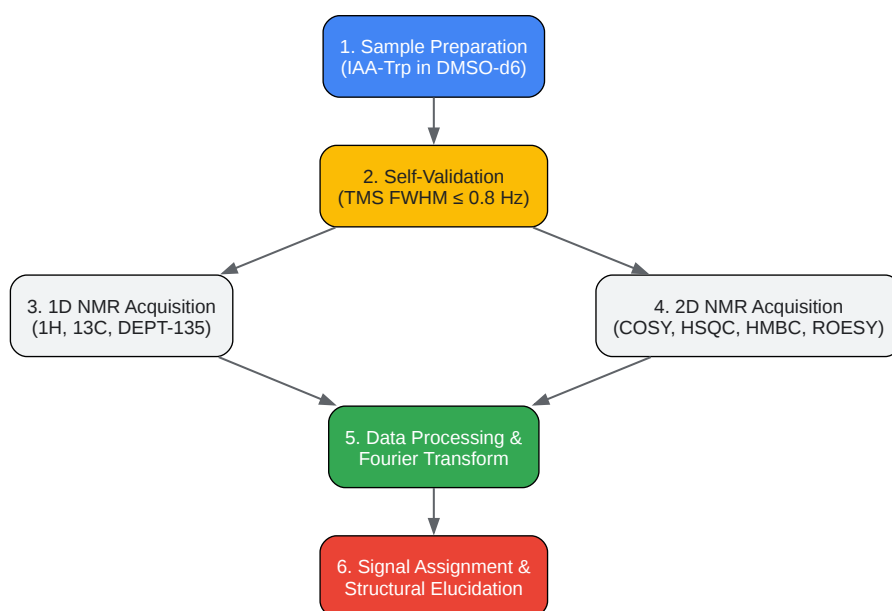 1. Sample Preparation
(IAA-Trp in DMSO-d6)
2. Self-Validation
(TMS FWHM ≤ 0.8 Hz)
3. 1D NMR Acquisition
(1H, 13C, DEPT-135)
4. 2D NMR Acquisition
(COSY, HSQC, HMBC, ROESY)
5. Data Processing &
Fourier Transform
6. Signal Assignment &
Structural Elucidation